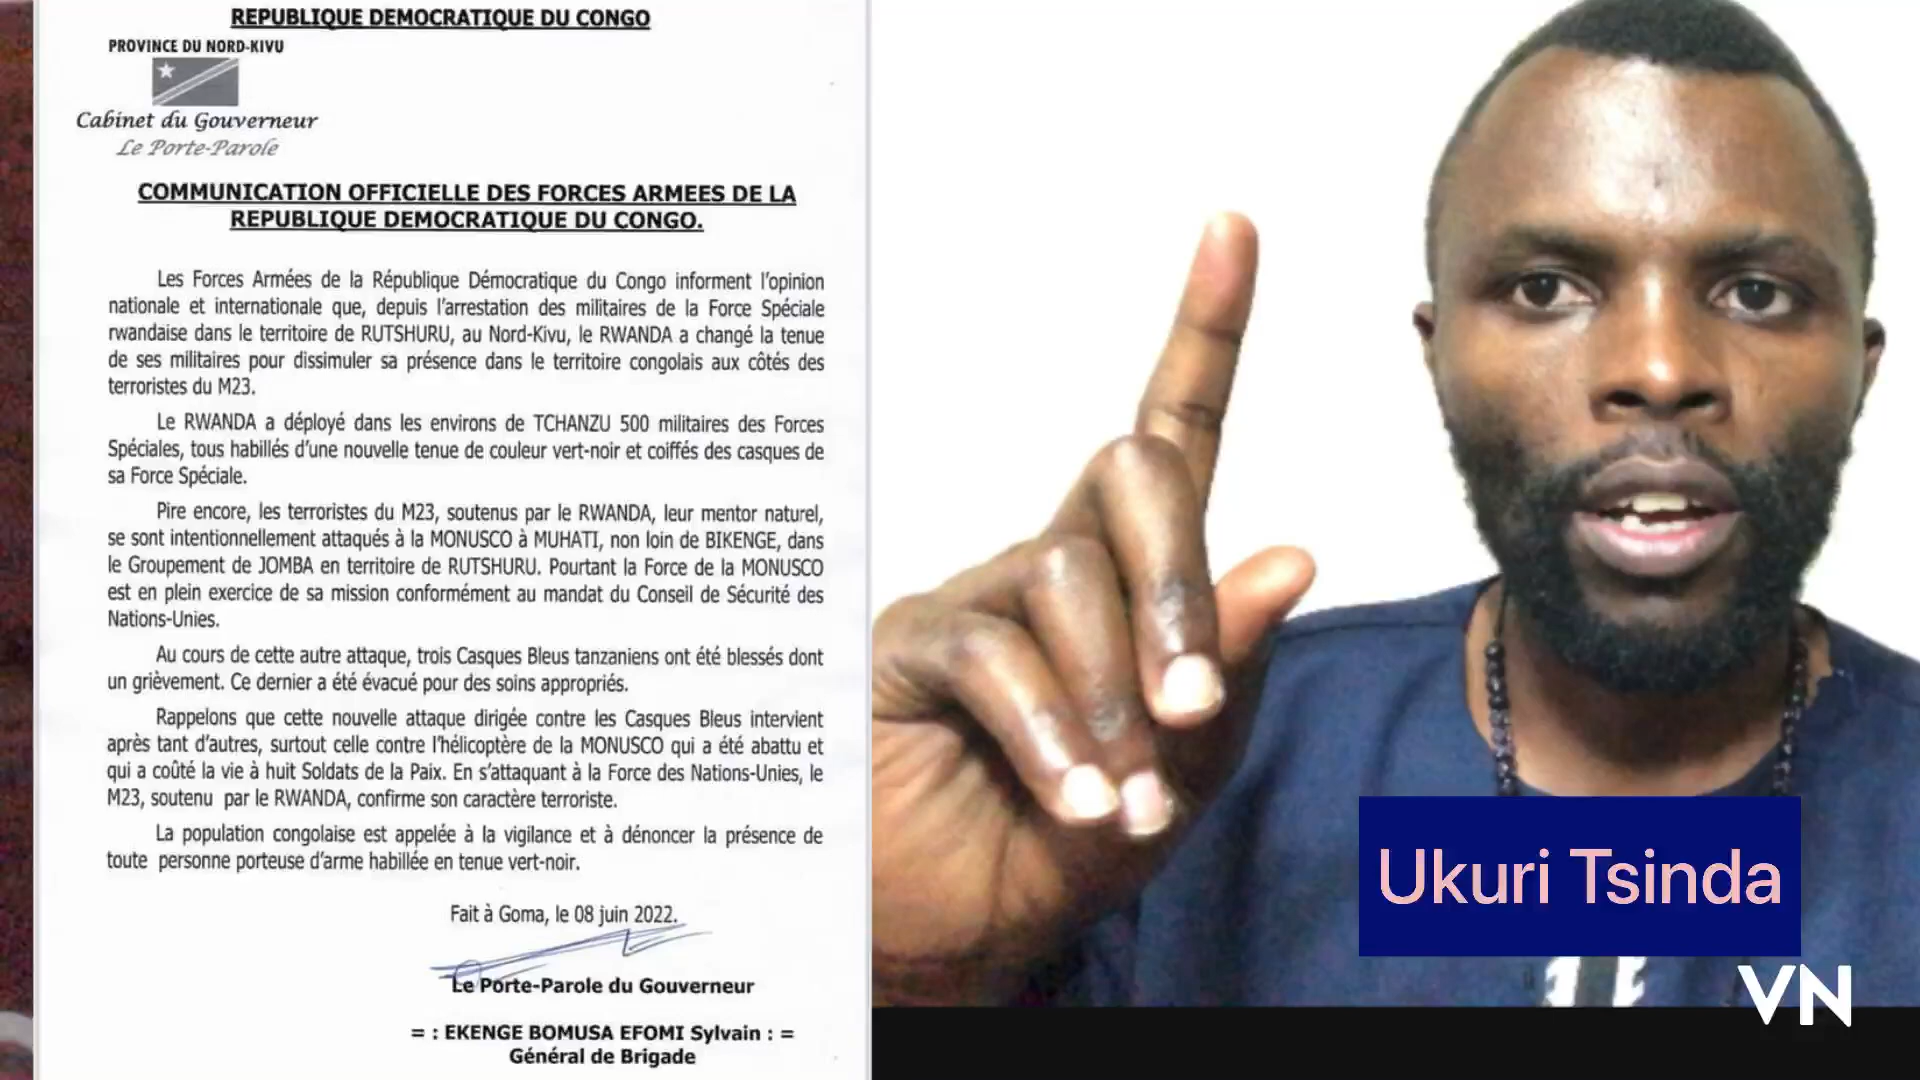 REPUBLIQUE DEMOCRATIQUE DU CONGO
PROVINCE DU NORD-KIVU
Cabinet du Gouverneur
Le Porte-Parole
COMMUNICATION OFFICIELLE DES FORCES ARMEES DE LA
REPUBLIQUE DEMOCRATIQUE DU CONGO.
Les Forces Armées de la République Démocratique du Congo informent l'opinion
nationale et internationale que, depuis l'arrestation des militaires de la Force Spéciale
rwandaise dans le territoire de RUTSHURU, au Nord-Kivu, le RWANDA a changé la tenue
de ses militaires pour dissimuler sa présence dans le territoire congolais aux côtés des
terroristes du M23.
Le RWANDA a déployé dans les environs de TCHANZU 500 militaires des Forces
Spéciales, tous habillés d'une nouvelle tenue de couleur vert-noir et coiffés des casques de
sa Force Spéciale.
Pire encore, les terroristes du M23, soutenus par le RWANDA, leur mentor naturel,
se sont intentionnellement attaqués à la MONUSCO à MUHATI, non loin de BIKENGE, dans
le Groupement de JOMBA en territoire de RUTSHURU. Pourtant la Force de la MONUSCO
est en plein exercice de sa mission conformément au mandat du Conseil de Sécurité des
Nations-Unies.
Au cours de cette autre attaque, trois Casques Bleus tanzaniens ont été blessés dont
un grièvement. Ce dernier a été évacué pour des soins appropriés.
Rappelons que cette nouvelle attaque dirigée contre les Casques Bleus intervient
après tant d'autres, surtout celle contre l'hélicoptère de la MONUSCO qui a été abattu et
qui a coûté la vie à huit Soldats de la Paix. En s'attaquant à la Force des Nations-Unies, le
M23, soutenu par le RWANDA, confirme son caractère terroriste.
La population congolaise est appelée à la vigilance et à dénoncer la présence de
toute personne porteuse d'arme habillée en tenue vert-noir.
Fait à Goma, le 08 juin 2022.
Le Porte-Parole du Gouverneur
= : EKENGE BOMUSA EFOMI Sylvain : =
Général de Brigade
Ukuri Tsinda
VN